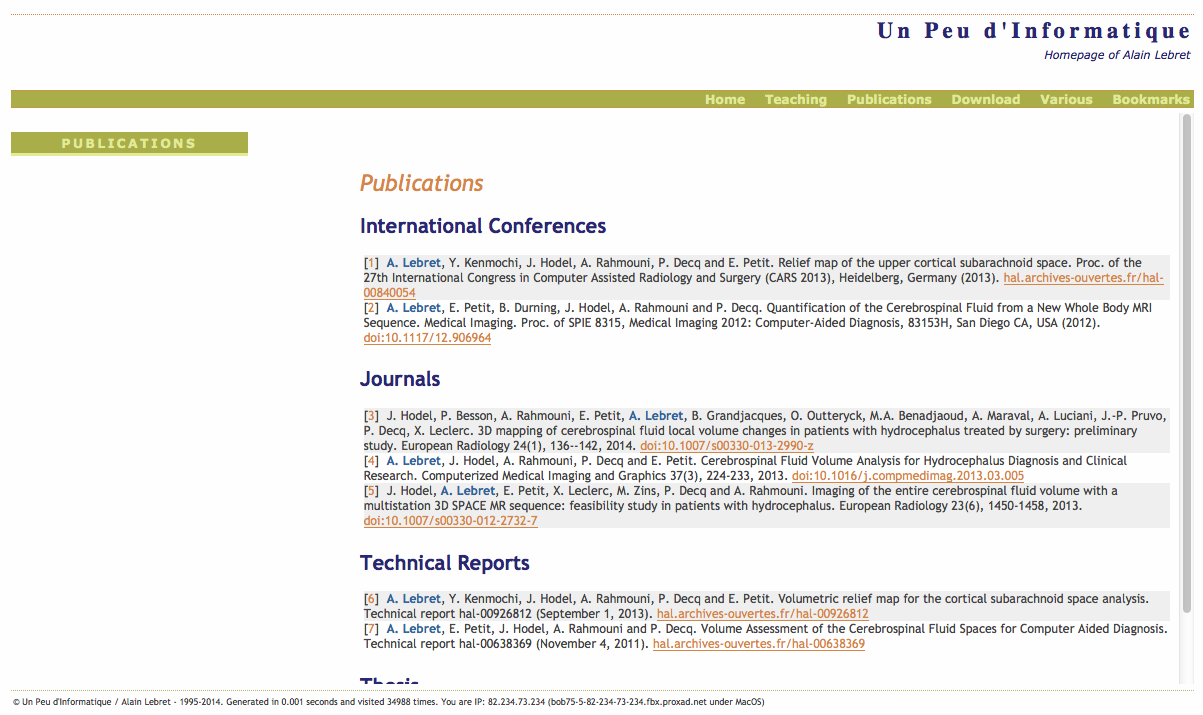 Un Peu d'Informatique
Homepage of Alain Lebret
Home Teaching Publications Download Various Bookmarks
PUBLICATIONS
Publications
International Conferences
[1] A. Lebret, Y. Kenmochi, J. Hodel, A. Rahmouni, P. Decq and E. Petit. Relief map of the upper cortical subarachnoid space. Proc. of the
27th International Congress in Computer Assisted Radiology and Surgery (CARS 2013), Heidelberg, Germany (2013). hal.archives-ouvertes.fr/hal-
00840054
[2] A. Lebret, E. Petit, B. Durning, J. Hodel, A. Rahmouni and P. Decq. Quantification of the Cerebrospinal Fluid from a New Whole Body MRI
Sequence. Medical Imaging. Proc. of SPIE 8315, Medical Imaging 2012: Computer-Aided Diagnosis, 83153H, San Diego CA, USA (2012).
doi:10.1117/12.906964
Journals
[3] J. Hodel, P. Besson, A. Rahmouni, E. Petit, A. Lebret, B. Grandjacques, O. Outteryck, M.A. Benadjaoud, A. Maraval, A. Luciani, J.-P. Pruvo,
P. Decq, X. Leclerc. 3D mapping of cerebrospinal fluid local volume changes in patients with hydrocephalus treated by surgery: preliminary
study. European Radiology 24(1), 136--142, 2014. doi:10.1007/s00330-013-2990-z
[4] A. Lebret, J. Hodel, A. Rahmouni, P. Decq and E. Petit. Cerebrospinal Fluid Volume Analysis for Hydrocephalus Diagnosis and Clinical
Research. Computerized Medical Imaging and Graphics 37(3), 224-233, 2013. doi:10.1016/j.compmedimag.2013.03.005
[5] J. Hodel, A. Lebret, E. Petit, X. Leclerc, M. Zins, P. Decq and A. Rahmouni. Imaging of the entire cerebrospinal fluid volume with a
multistation 3D SPACE MR sequence: feasibility study in patients with hydrocephalus. European Radiology 23(6), 1450-1458, 2013.
doi:10.1007/s00330-012-2732-7
Technical Reports
[6] A. Lebret, Y. Kenmochi, J. Hodel, A. Rahmouni, P. Decq and E. Petit. Volumetric relief map for the cortical subarachnoid space analysis.
Technical report hal-00926812 (September 1, 2013). hal.archives-ouvertes.fr/hal-00926812
[7] A. Lebret, E. Petit, J. Hodel, A. Rahmouni and P. Decq. Volume Assessment of the Cerebrospinal Fluid Spaces for Computer Aided Diagnosis.
Technical report hal-00638369 (November 4, 2011). hal.archives-ouvertes.fr/hal-00638369
Thesis
© Un Peu d'Informatique / Alain Lebret - 1995-2014. Generated in 0.001 seconds and visited 34988 times. You are IP: 82.234.73.234 (bob75-5-82-234-73-234.fbx.proxad.net under MacOS)